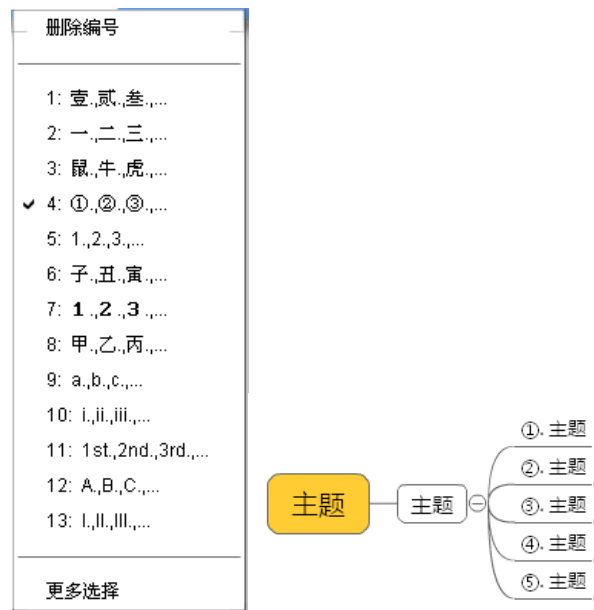 册除编号
1: 壹.,贰.,叁.,...
2: 一.,二.,三.,...
3: 鼠.,牛.,虎.,...
4: ①.,②.,③.,...
5: 1.,2.,3.,...
6: 子.,丑.,寅.,...
7: 1.,2.,3.,...
8: 甲.,乙.,丙.,...
9: a.,b.,c.,...
10: i.,ii.,iii.,...
11: 1st.,2nd.,3rd.,...
12: A.,B.,C.,...
13: I.,II.,III.,...
更多选择
主题
主题
①. 主题
②. 主题
③. 主题
④. 主题
⑤. 主题